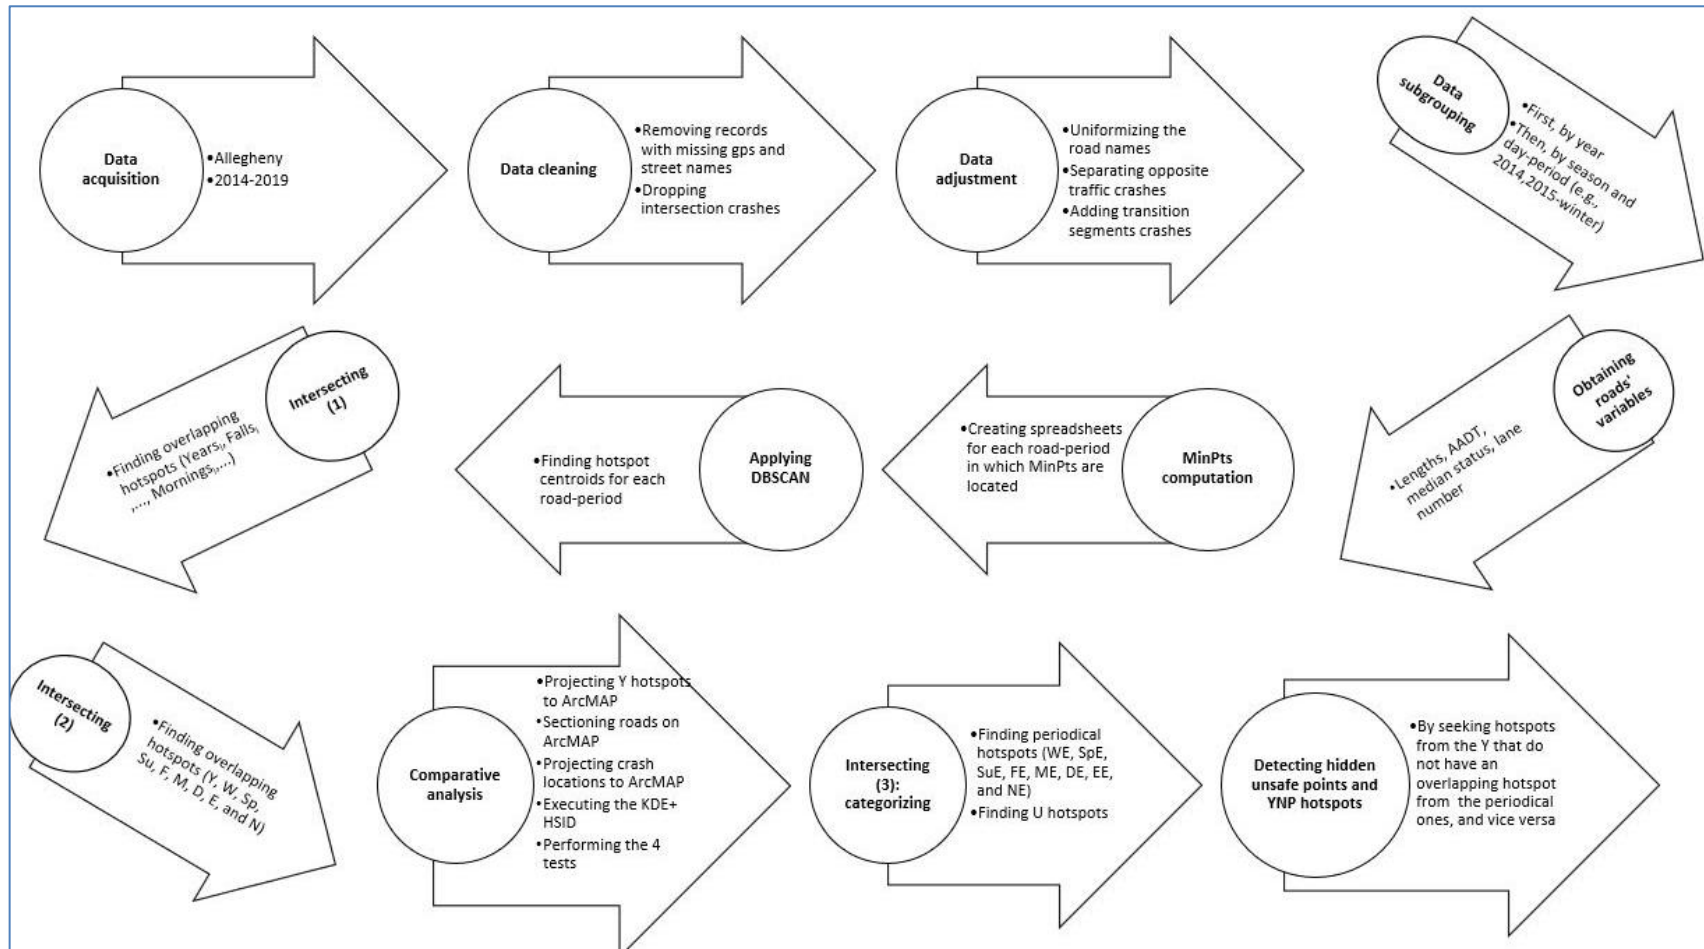 Data
acquisition
•Allegheny
•2014-2019
Data cleaning
•Removing records
with missing gps and
street names
•Dropping
intersection crashes
Data
adjustment
•Uniformizing the
road names
•Separating opposite
traffic crashes
•Adding transition
segments crashes
Data
subgrouping
•First, by year
•Then, by season and
day-period (e.g.,
2014,2015-winter)
Obtaining
roads'
variables
•Lengths, AADT,
median status, lane
number
MinPts
computation
•Creating spreadsheets
for each road-period
in which MinPts are
located
Applying
DBSCAN
•Finding hotspot
centroids for each
road-period
Intersecting
(1)
•Finding overlapping
hotspots (Yearsᵢⱼ, Fallsᵢⱼ
,..., Morningsᵢⱼ,...)
Intersecting
(2)
•Finding overlapping
hotspots (Y, W, Sp,
Su, F, M, D, E, and N)
Comparative
analysis
•Projecting Y hotspots
to ArcMAP
•Sectioning roads on
ArcMAP
•Projecting crash
locations to ArcMAP
•Executing the KDE+
HSID
•Performing the 4
tests
Intersecting
(3):
categorizing
•Finding periodical
hotspots (WE, SpE,
SuE, FE, ME, DE, EE,
and NE)
•Finding U hotspots
Detecting hidden
unsafe points and
YNP hotspots
•By seeking hotspots
from the Y that do
not have an
overlapping hotspot
from the periodical
ones, and vice versa